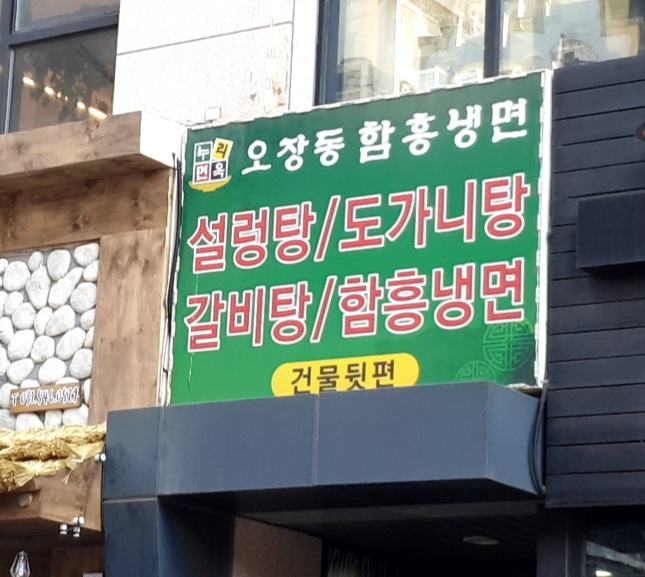 누리
면옥
오장동함흥냉면
설렁탕/도가니탕
갈비탕/함흥냉면
건물뒷편